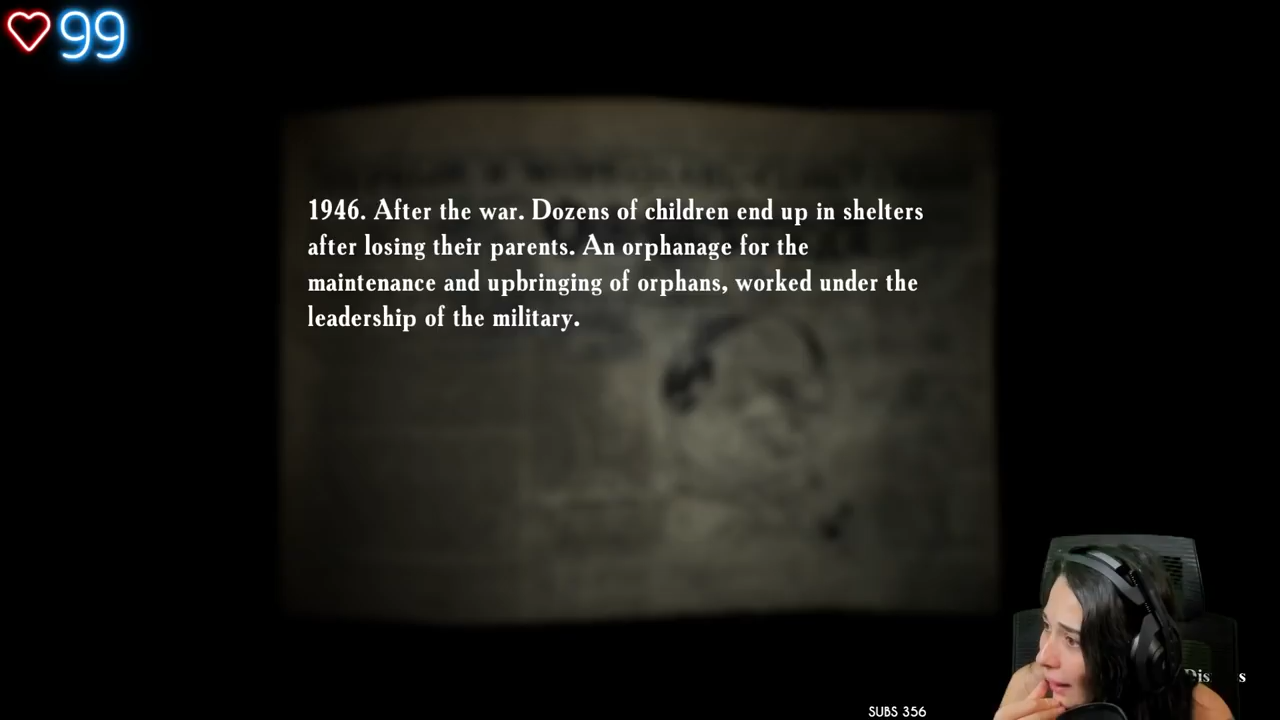 99
1946. After the war. Dozens of children end up in shelters
after losing their parents. An orphanage for the
maintenance and upbringing of orphans, worked under the
leadership of the military.
SUBS 356